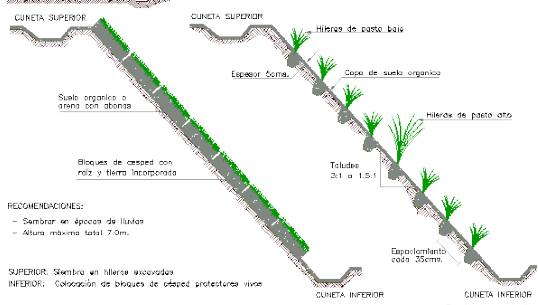 CUNETA SUPERIOR
CUNETA SUPERIOR
Hileras de pasto bajo
Espesor 5cms.
Capa de suelo organico
Suelo organico o
arena con abonos
Hileras de pasto alto
Bloques de césped con
raiz y tierra incorporada
Taludes
3:1 a 1.5:1
RECOMENDACIONES:
- Sembrar en épocas de lluvias
- Altura máxima total 7.0m.
Espaciamiento
cada 35cms.
SUPERIOR: Siembra en hileras excavadas
INFERIOR: Colocación de bloques de césped protectores vivos
CUNETA INFERIOR
CUNETA INFERIOR